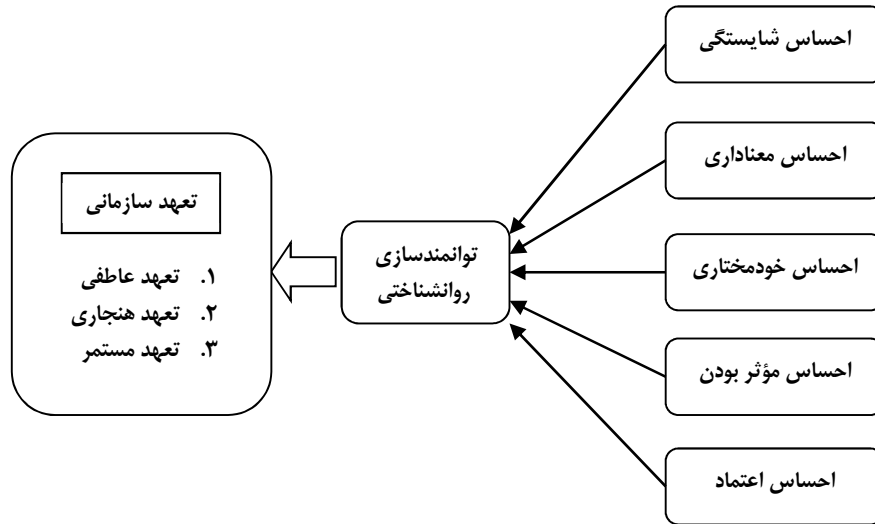 احساس شایستگی
احساس معناداری
احساس خودمختاری
احساس مؤثر بودن
احساس اعتماد
توانمندسازی
روانشناختی
تعهد سازمانی
۱. تعهد عاطفی
۲. تعهد هنجاری
۳. تعهد مستمر